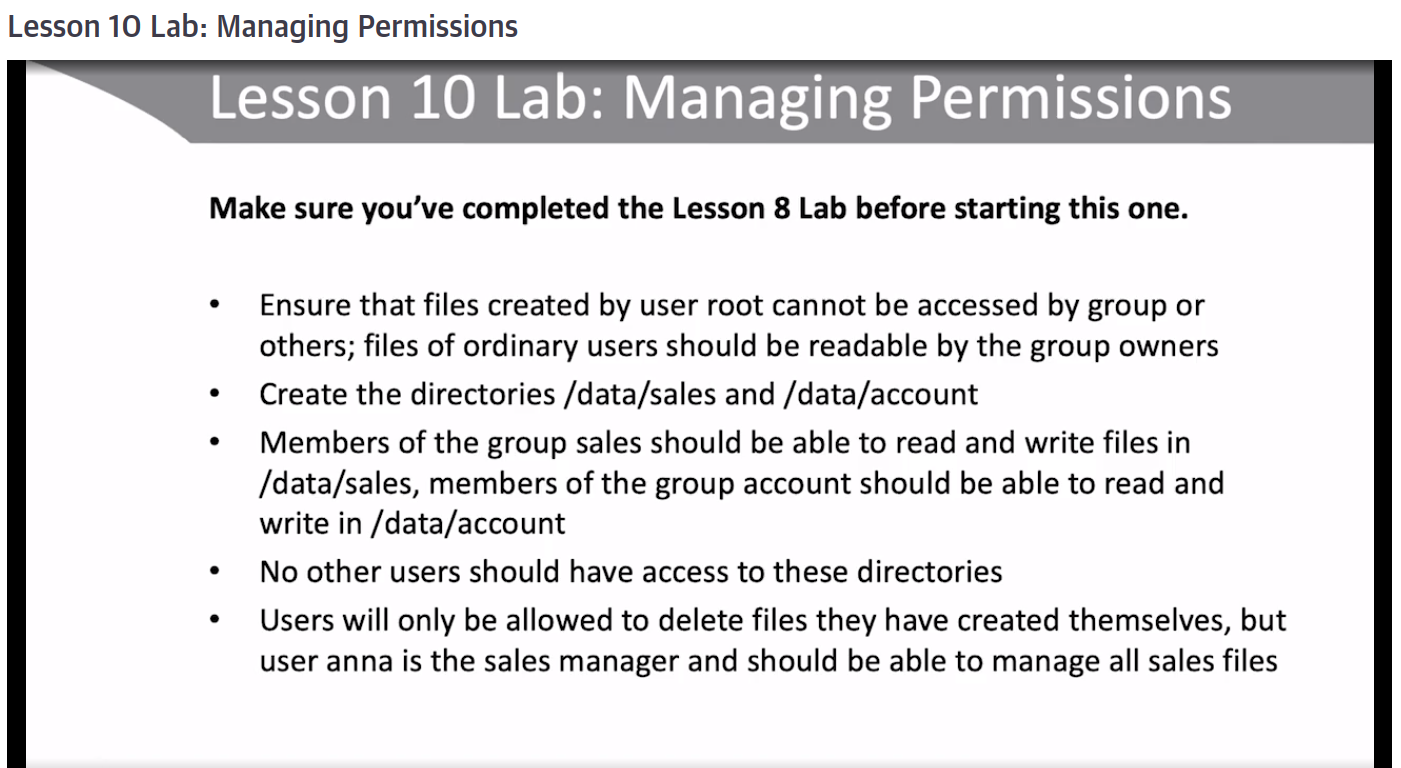 Lesson 10 Lab: Managing Permissions
Lesson 10 Lab: Managing Permissions
Make sure you've completed the Lesson 8 Lab before starting this one.
• Ensure that files created by user root cannot be accessed by group or
others; files of ordinary users should be readable by the group owners
• Create the directories /data/sales and /data/account
• Members of the group sales should be able to read and write files in
/data/sales, members of the group account should be able to read and
write in /data/account
• No other users should have access to these directories
• Users will only be allowed to delete files they have created themselves, but
user anna is the sales manager and should be able to manage all sales files